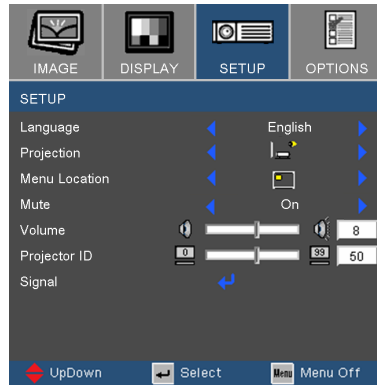 IMAGE DISPLAY SETUP OPTIONS
SETUP
Language English
Projection
Menu Location
Mute On
Volume 8
Projector ID 0 99 50
Signal
UpDown Select Menu Menu Off